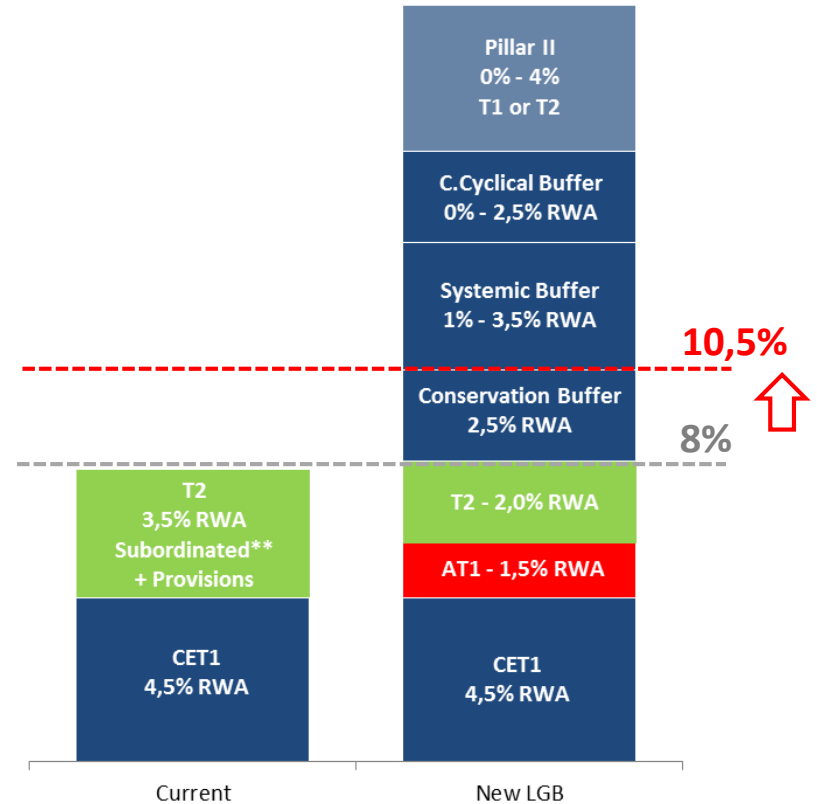 Pillar II
0% - 4%
T1 or T2
C.Cyclical Buffer
0% - 2,5% RWA
Systemic Buffer
1% - 3,5% RWA
10,5%
Conservation Buffer
2,5% RWA
8%
T2
3,5% RWA
Subordinated**
+ Provisions
T2 - 2,0% RWA
AT1 - 1,5% RWA
CET1
4,5% RWA
CET1
4,5% RWA
Current
New LGB